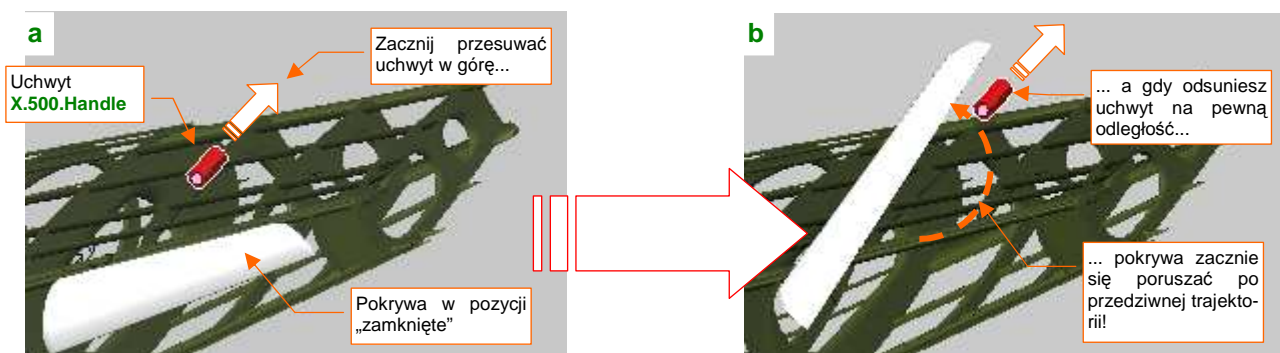 a
Zacznij przesuwać
uchwyt w górę...
Uchwyt
X.500.Handle
Pokrywa w pozycji
„zamknięte”
b
... a gdy odsuniesz
uchwyt na pewną
odległość...
... pokrywa zacznie
się poruszać po
przedziwnej trajekto-
rii!